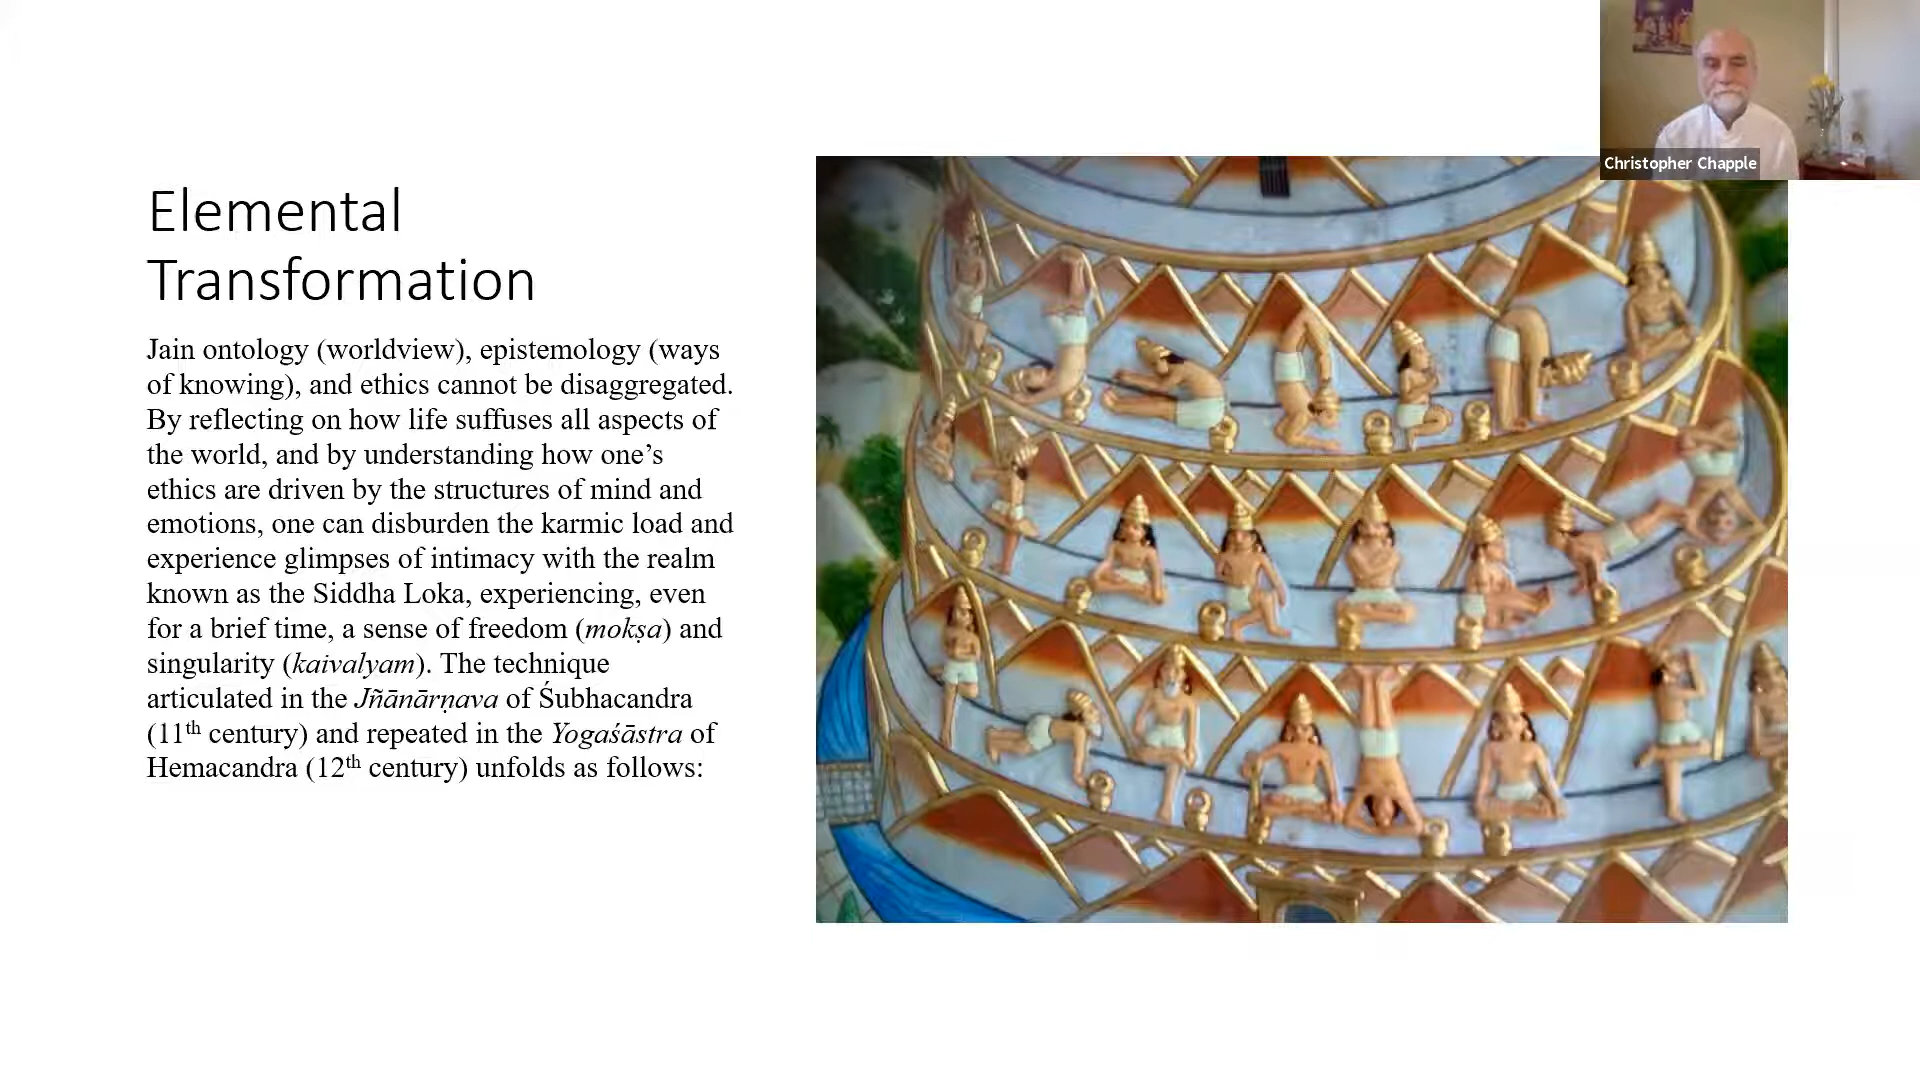 Christopher Chapple
Elemental
Transformation
Jain ontology (worldview), epistemology (ways
of knowing), and ethics cannot be disaggregated.
By reflecting on how life suffuses all aspects of
the world, and by understanding how one’s
ethics are driven by the structures of mind and
emotions, one can disburden the karmic load and
experience glimpses of intimacy with the realm
known as the Siddha Loka, experiencing, even
for a brief time, a sense of freedom (mokṣa) and
singularity (kaivalyam). The technique
articulated in the Jñānārṇava of Śubhacandra
(11th century) and repeated in the Yogaśāstra of
Hemacandra (12th century) unfolds as follows: